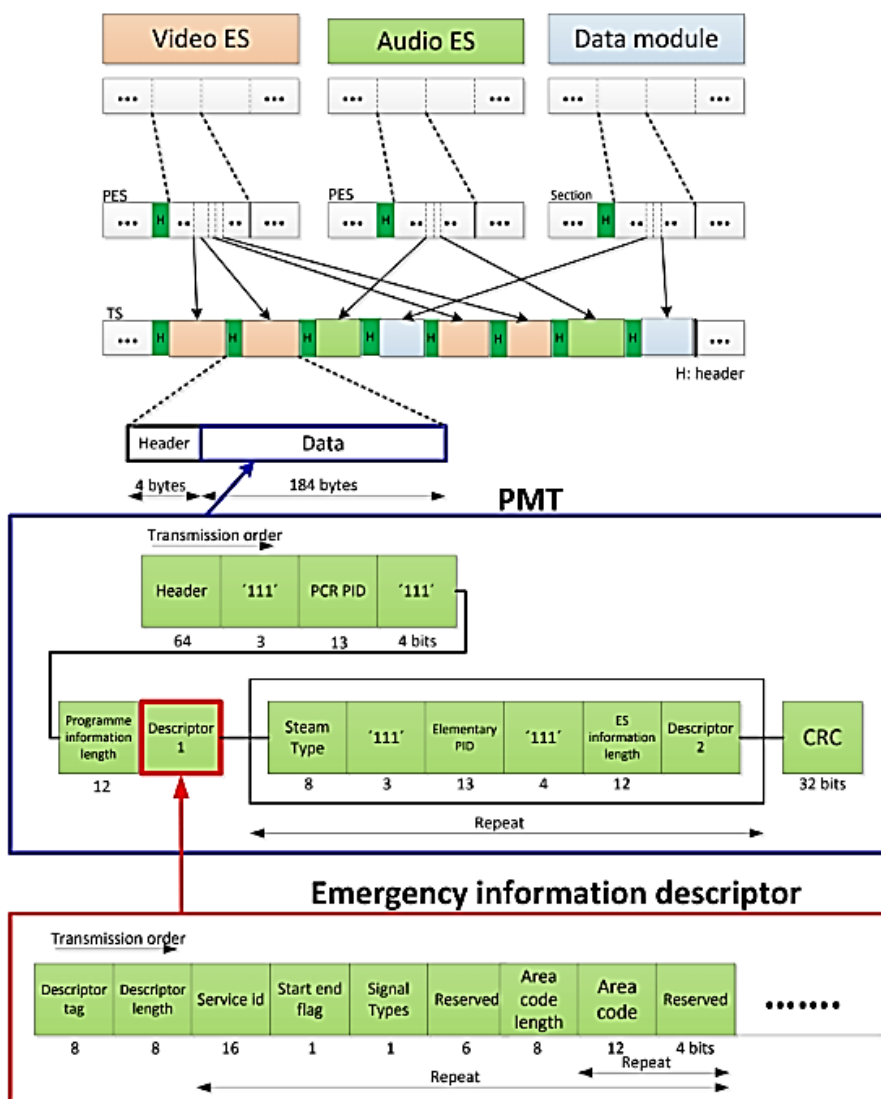 Video ES
Audio ES
Data module
... ...
... ...
... ...
PES
... H .. .. ...
PES
... H .. .. ...
Section
... H .. .. ...
TS
... H H H H H H H H ...
H: header
Header
Data
4 bytes
184 bytes
PMT
Transmission order
Header
´111´
PCR PID
´111´
64
3
13
4 bits
Programme
information
length
Descriptor
1
Steam
Type
´111´
Elementary
PID
´111´
ES
information
length
Descriptor
2
CRC
12
8
3
13
4
12
32 bits
Repeat
Emergency information descriptor
Transmission order
Descriptor
tag
Descriptor
length
Service id
Start end
flag
Signal
Types
Reserved
Area
code
length
Area
code
Reserved
.......
8
8
16
1
1
6
8
12
4 bits
Repeat
Repeat